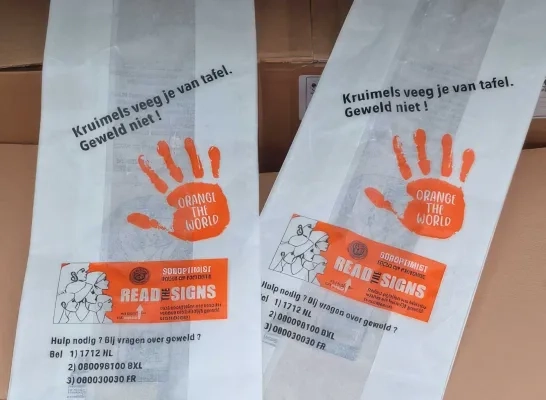 Kruimels veeg je van tafel.
Geweld niet !
ORANGE
THE
WORLD
SOROPTIMIST
READ THE SIGNS
Hulp nodig ? Bij vragen over geweld ?
Bel 1) 1712 NL
2) 080098100 BXL
3) 080030030 FR
Kruimels veeg je van tafel.
Geweld niet !
ORANGE
THE
WORLD
SOROPTIMIST
READ THE SIGNS
Hulp nodig ? Bij vragen over geweld ?
Bel 1) 1712 NL
2) 080098100 BXL
3) 080030030 FR